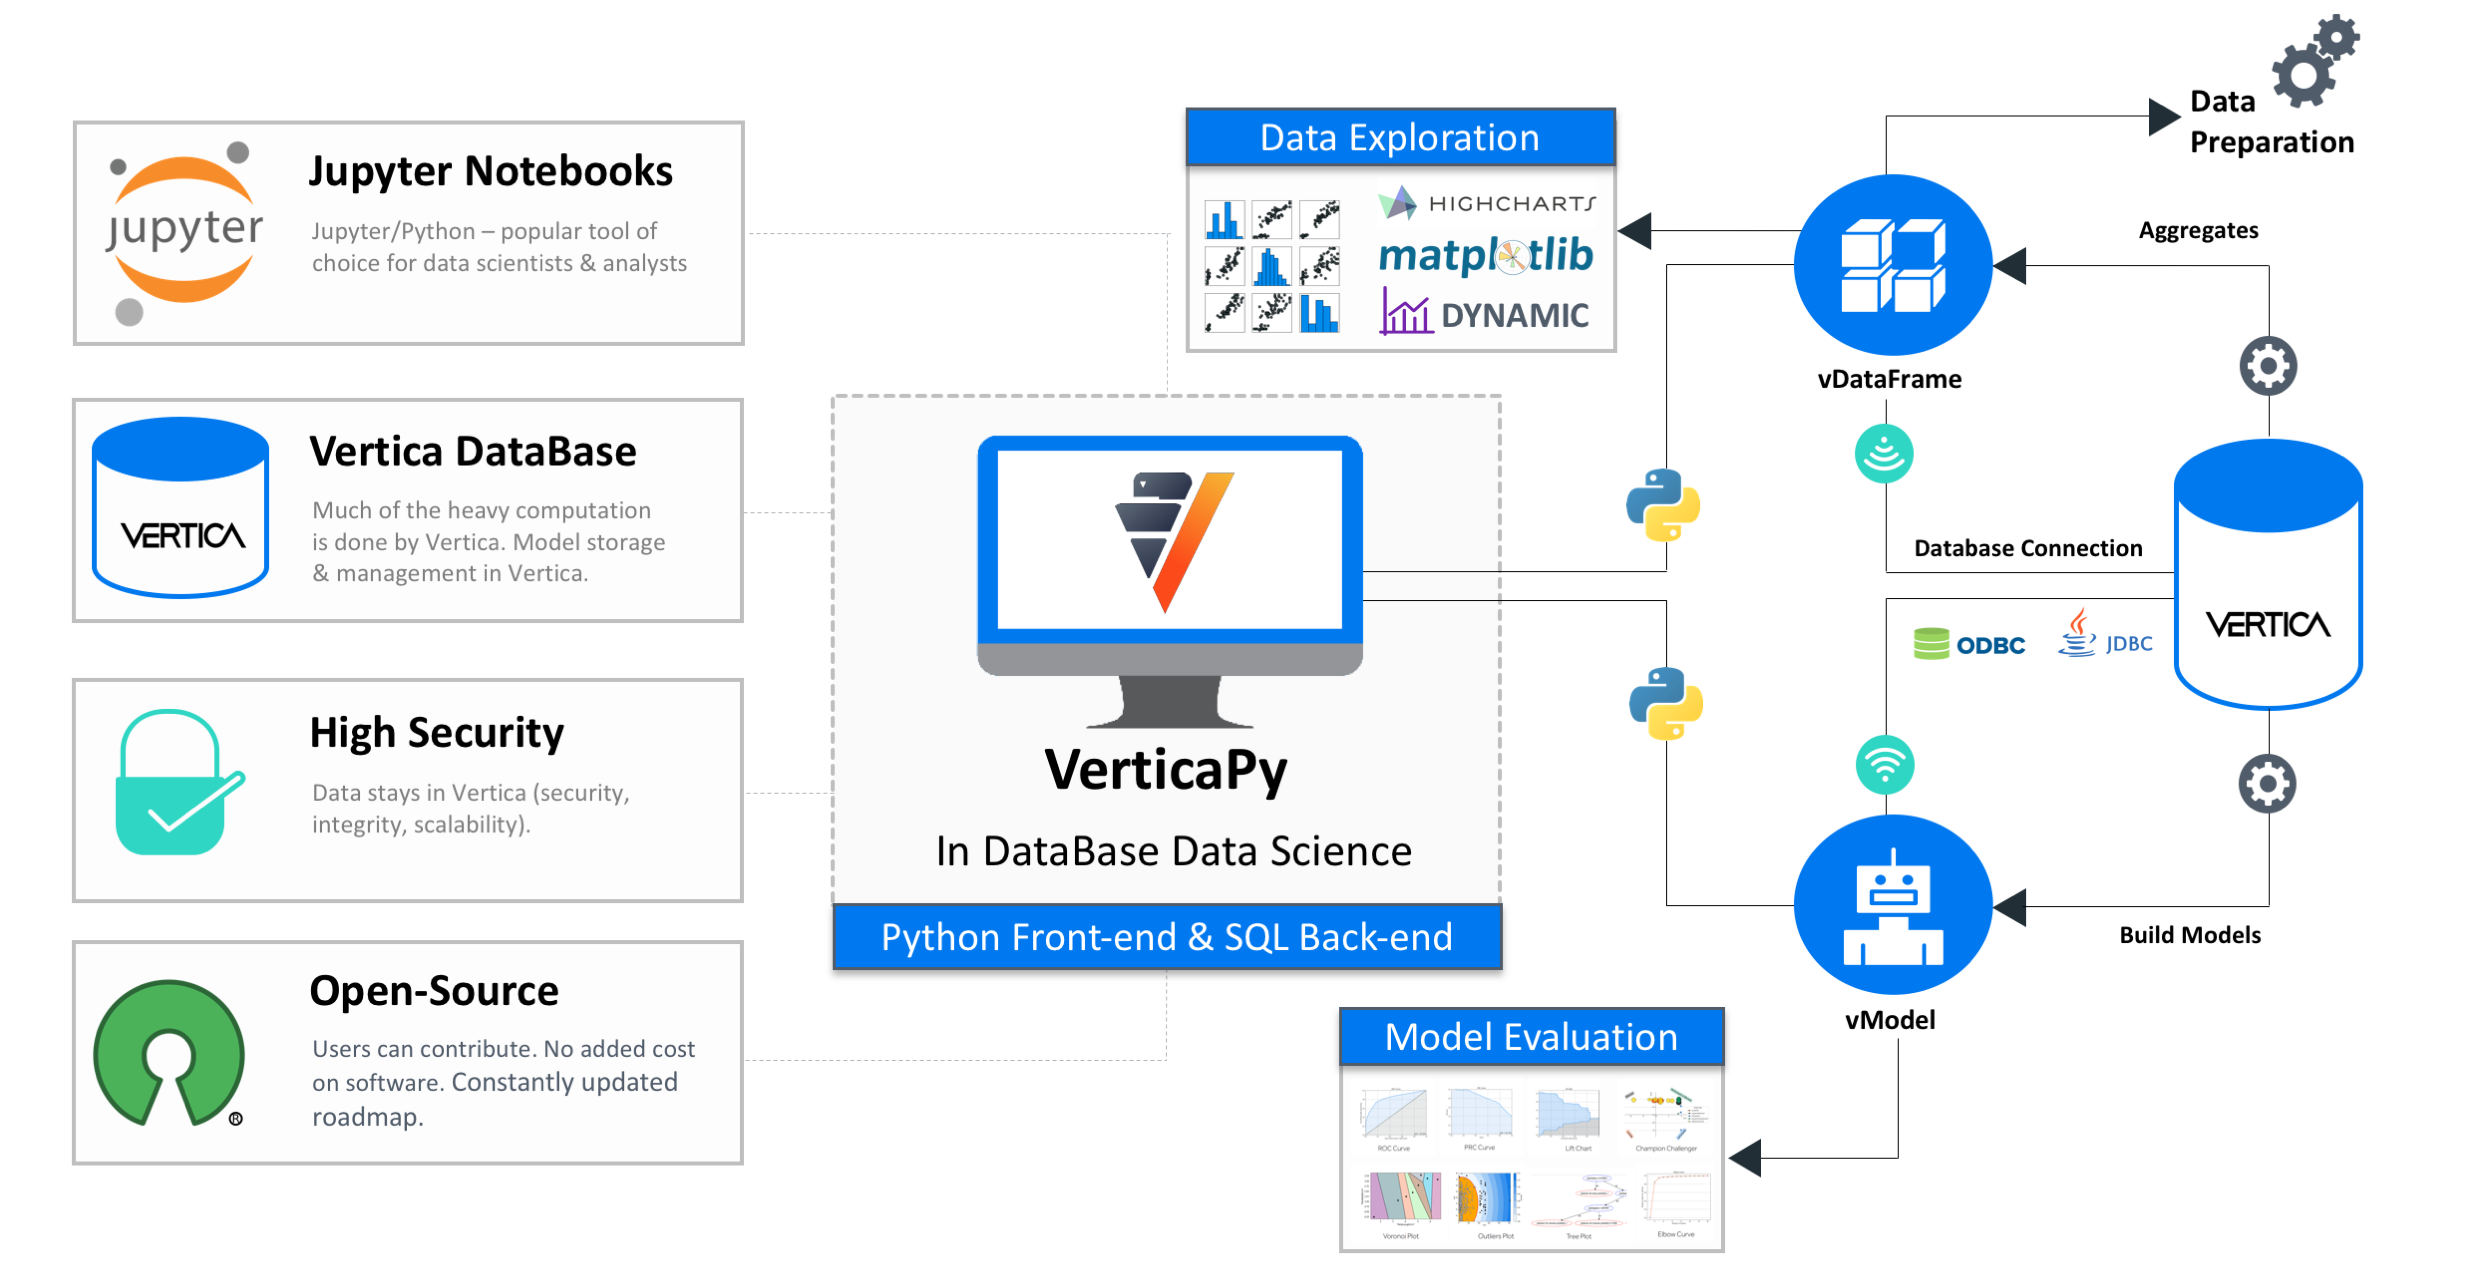 Jupyter Notebooks
jupyter
Jupyter/Python – popular tool of
choice for data scientists & analysts
Vertica DataBase
VERTICA
Much of the heavy computation
is done by Vertica. Model storage
& management in Vertica.
High Security
Data stays in Vertica (security,
integrity, scalability).
Open-Source
Users can contribute. No added cost
on software. Constantly updated
roadmap.
®
VerticaPy
In DataBase Data Science
Python Front-end & SQL Back-end
Data Exploration
HIGHCHARTS
matplotlib
DYNAMIC
Data
Preparation
Aggregates
vDataFrame
Database Connection
ODBC
JDBC
VERTICA
Build Models
vModel
Model Evaluation
ROC Curve
PRC Curve
Lift Chart
Champion Challenger
Voronoi Plot
Outliers Plot
Tree Plot
Elbow Curve